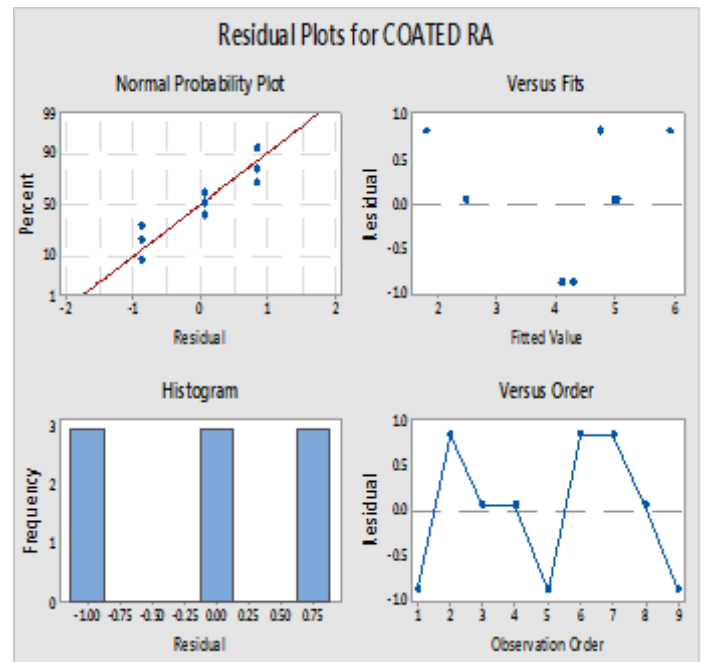 Residual Plots for COATED RA
Normal Probability Plot
99
90
50
10
1
Percent
-2 -1 0 1 2
Residual
Versus Fits
1.0
0.5
0.0
-0.5
-1.0
Residual
2 3 4 5 6
Fitted Value
Histogram
3
2
1
0
Frequency
-1.00 -0.75 -0.50 -0.25 0.00 0.25 0.50 0.75
Residual
Versus Order
1.0
0.5
0.0
-0.5
-1.0
Residual
1 2 3 4 5 6 7 8 9
Observation Order